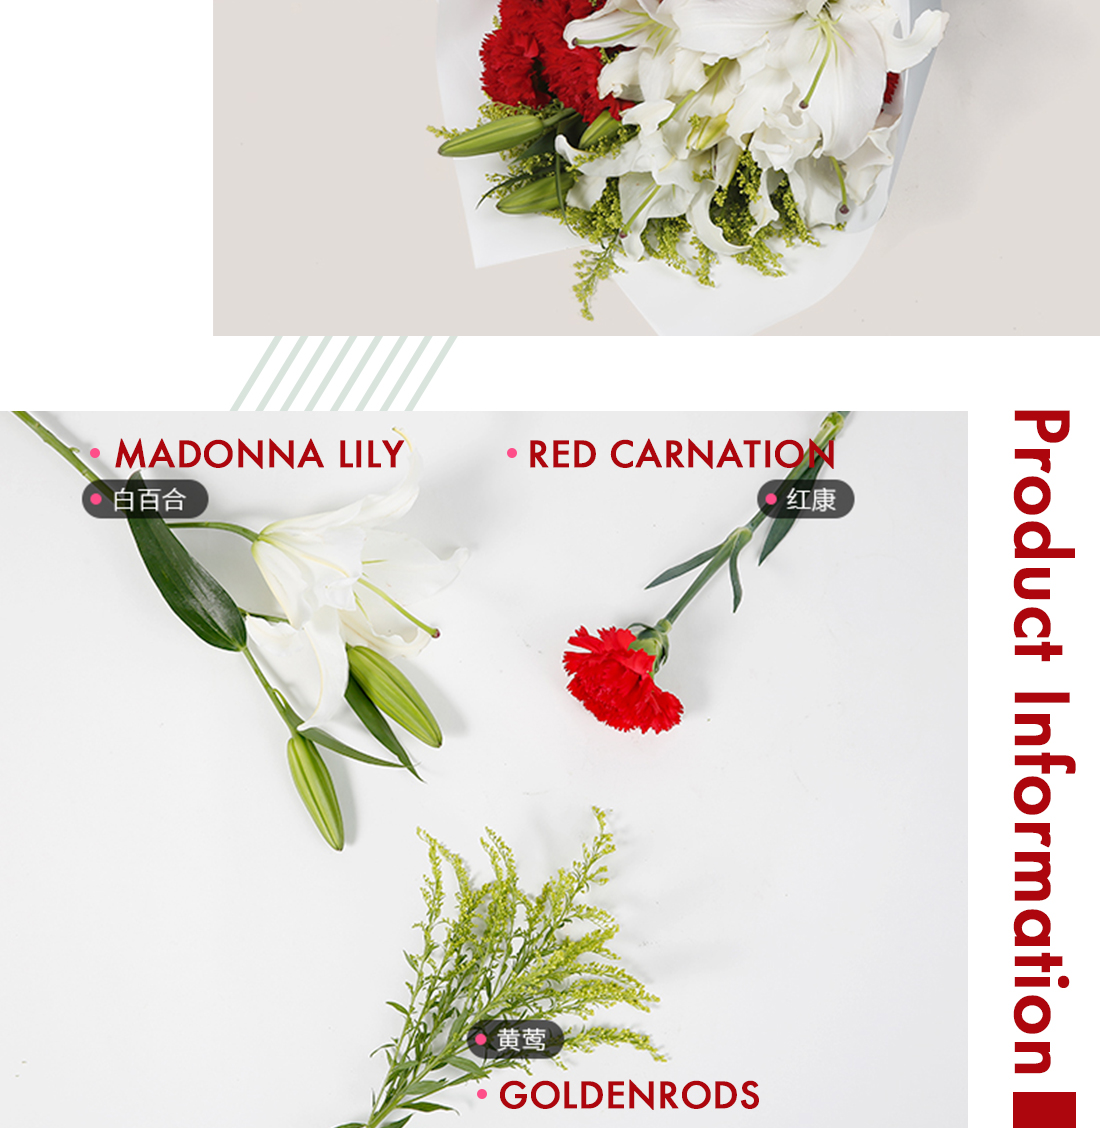 MADONNA LILY
白百合
RED CARNATION
红康
黄莺
GOLDENRODS
Product Information